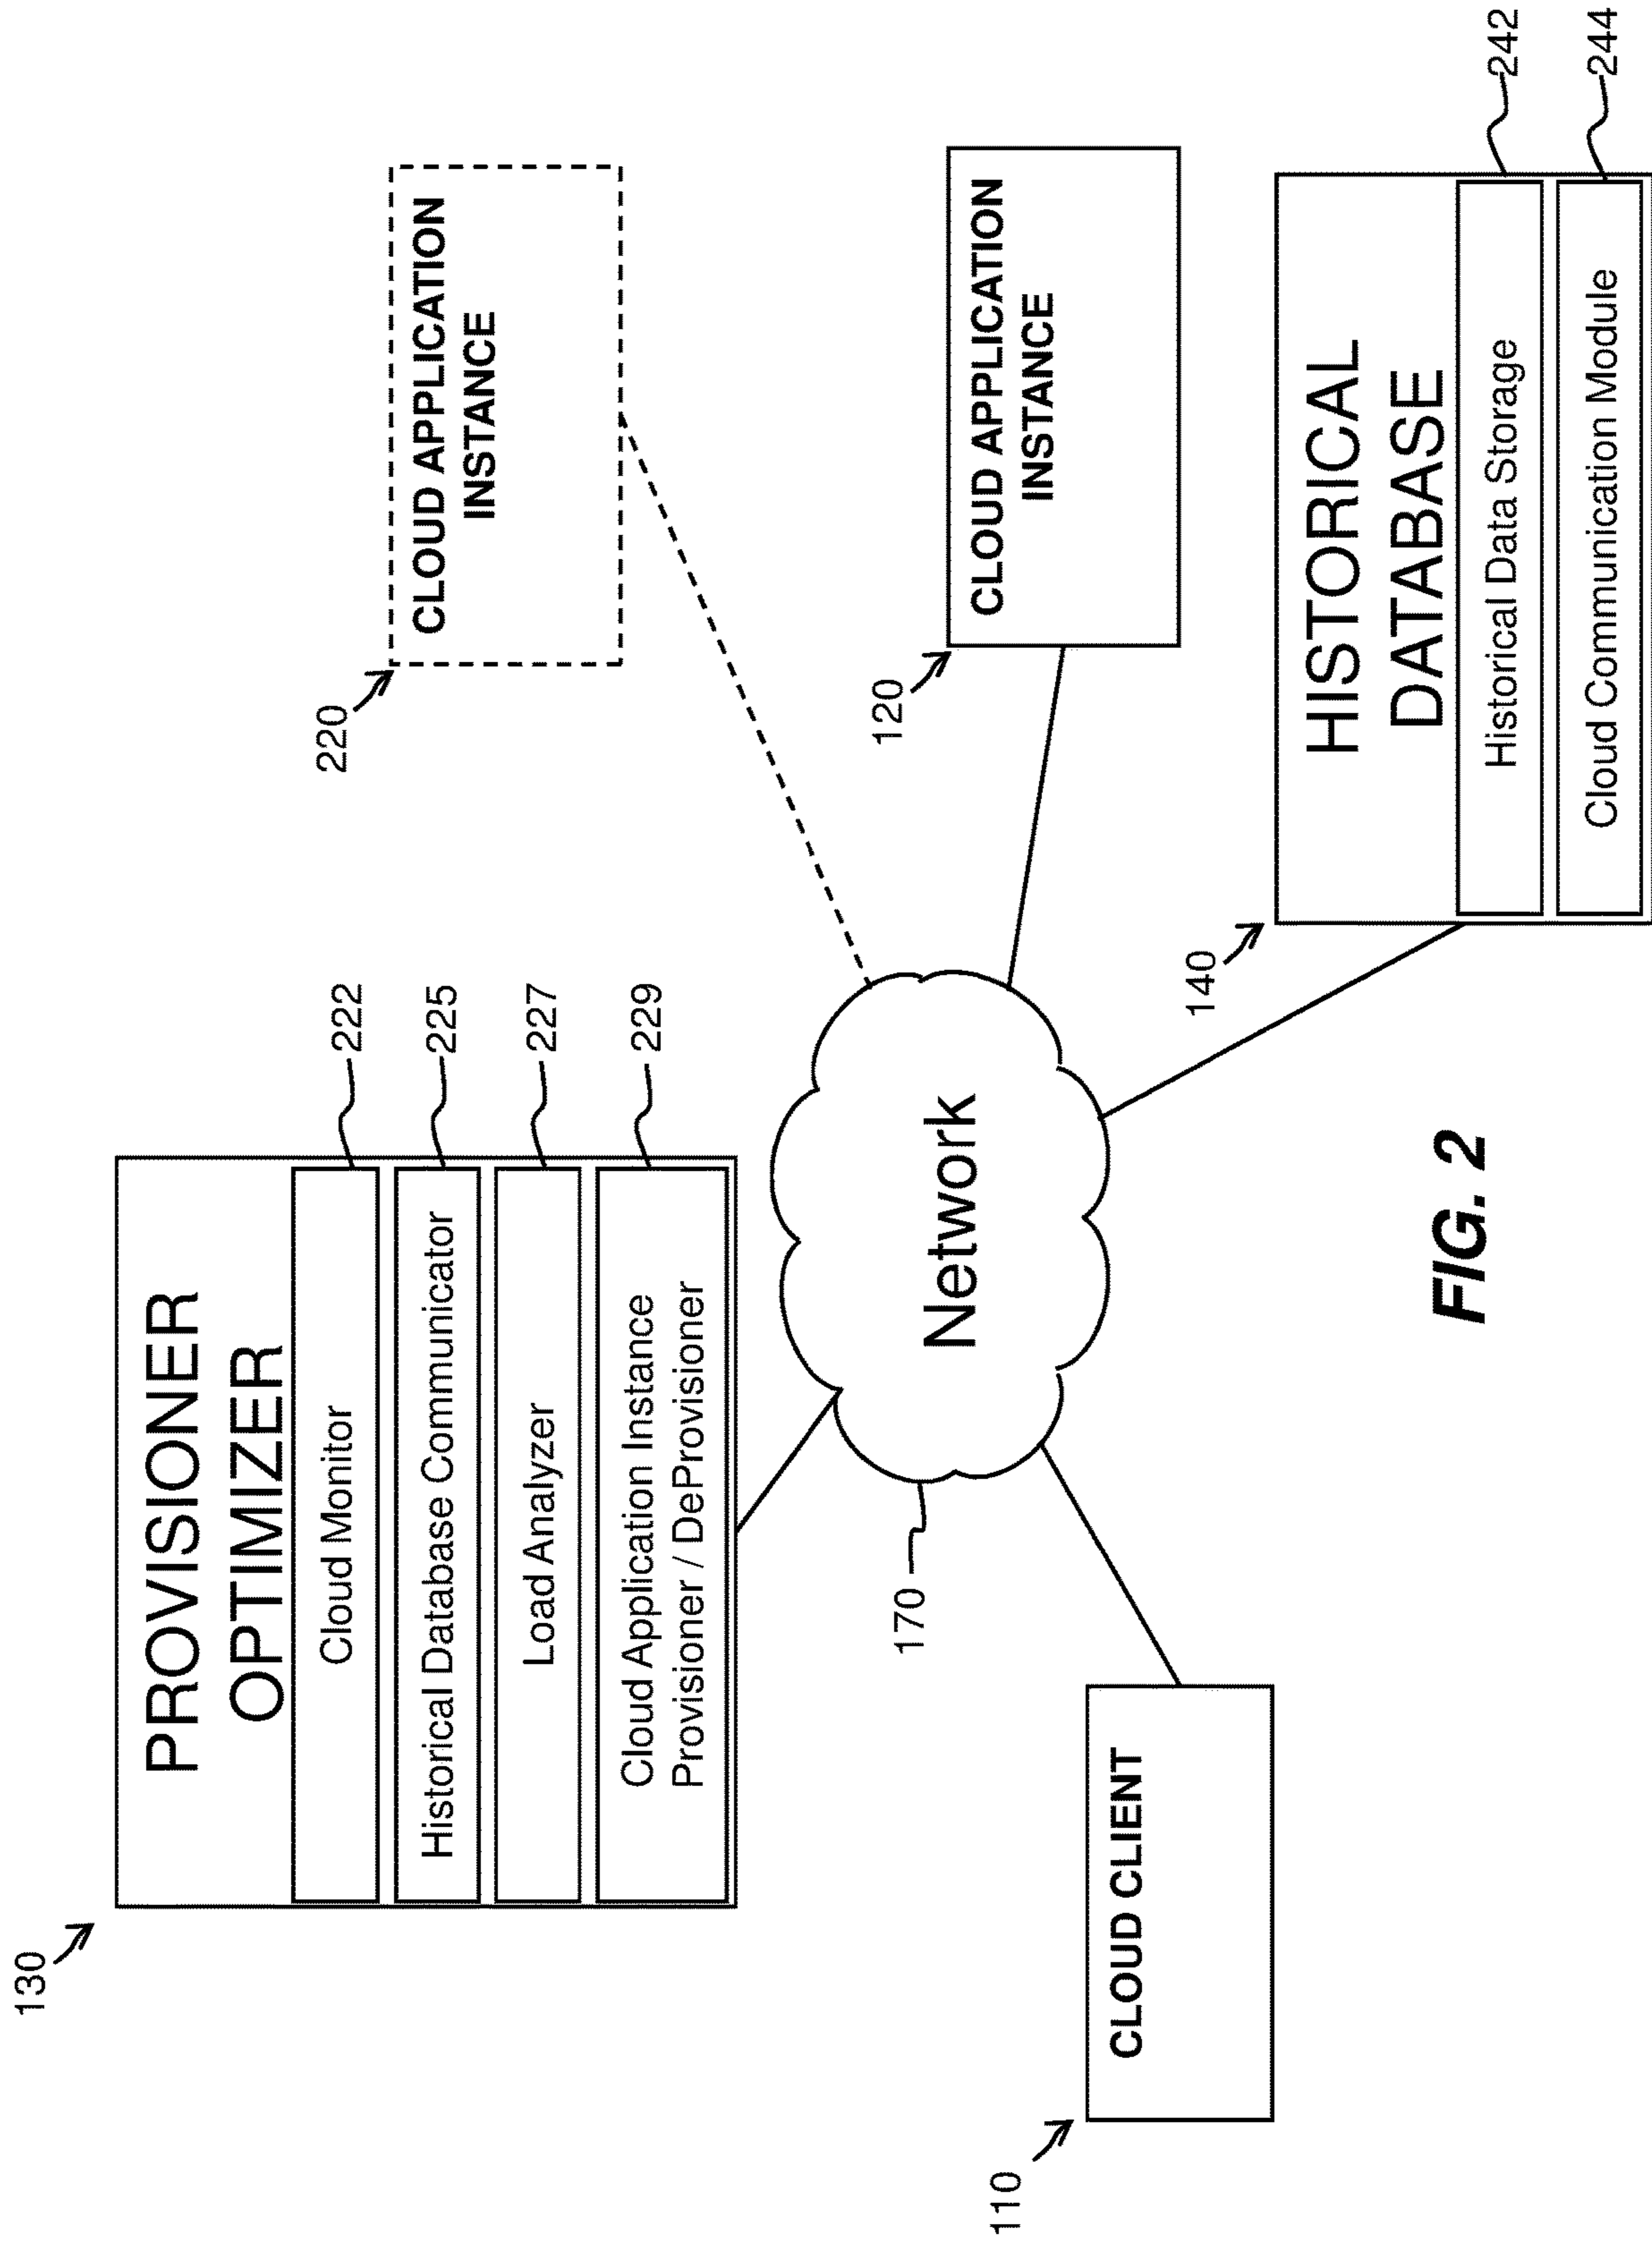 130
PROVISIONER
OPTIMIZER
Cloud Monitor
222
Historical Database Communicator
225
Load Analyzer
227
Cloud Application Instance
Provisioner / DeProvisioner
229
220
CLOUD APPLICATION
INSTANCE
170
Network
120
CLOUD APPLICATION
INSTANCE
110
CLOUD CLIENT
140
HISTORICAL
DATABASE
Historical Data Storage
242
Cloud Communication Module
244
FIG. 2